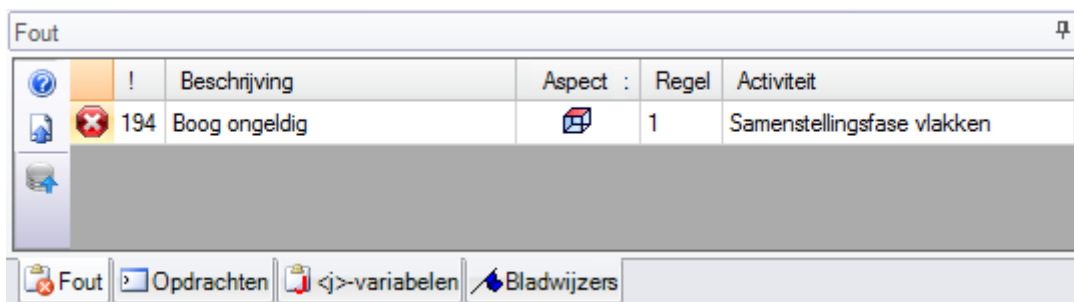 Fout
! Beschrijving Aspect : Regel Activiteit
194 Boog ongeldig 1 Samenstellingsfase vlakken
Fout Opdrachten <j>-variabelen Bladwijzers